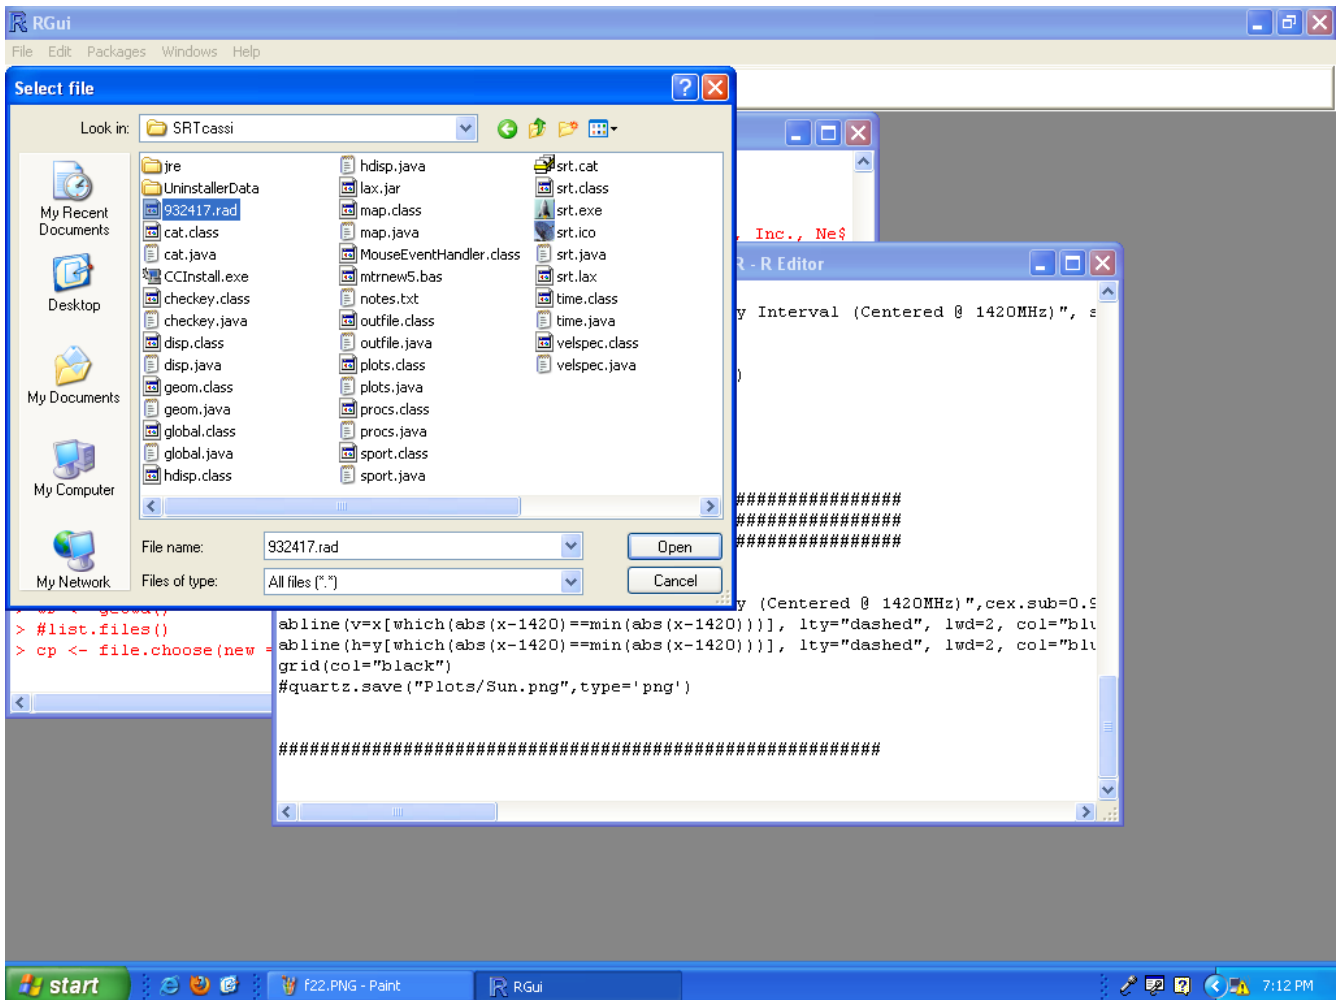 RGui
File Edit Packages Windows Help
Select file
Look in: SRTcassi
My Recent Documents
Desktop
My Documents
My Computer
My Network
jre
UninstallerData
932417.rad
cat.class
cat.java
CCInstall.exe
checkey.class
checkey.java
disp.class
disp.java
geom.class
geom.java
global.class
global.java
hdisp.class
hdisp.java
lax.jar
map.class
map.java
MouseEventHandler.class
mtrnew5.bas
notes.txt
outfile.class
outfile.java
plots.class
plots.java
procs.class
procs.java
sport.class
sport.java
srt.cat
srt.class
srt.exe
srt.ico
srt.java
srt.lax
time.class
time.java
velspec.class
velspec.java
File name: 932417.rad Open
Files of type: All files (*.*) Cancel
, Inc., Ne$
> #list.files()
> cp <- file.choose(new =
R - R Editor
y Interval (Centered @ 1420MHz)", s
)
################
################
################
y (Centered @ 1420MHz)",cex.sub=0.9
abline(v=x[which(abs(x-1420)==min(abs(x-1420)))], lty="dashed", lwd=2, col="blu
abline(h=y[which(abs(x-1420)==min(abs(x-1420)))], lty="dashed", lwd=2, col="blu
grid(col="black")
#quartz.save("Plots/Sun.png",type='png')
##########################################################
start f22.PNG - Paint RGui 7:12 PM